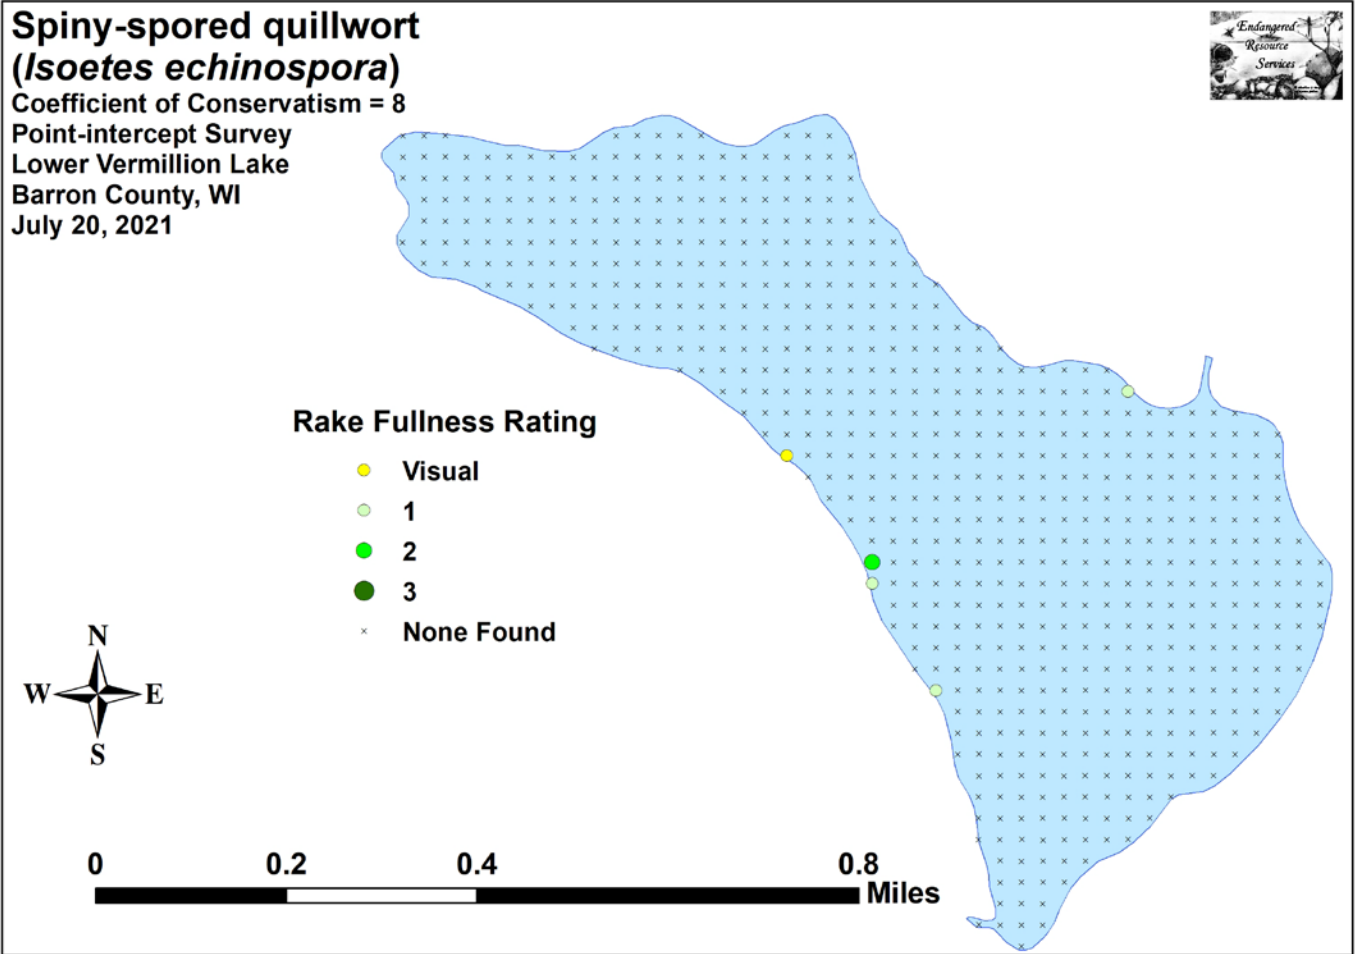 Spiny-spored quillwort
(Isoetes echinospora)
Coefficient of Conservatism = 8
Point-intercept Survey
Lower Vermillion Lake
Barron County, WI
July 20, 2021
Endangered
Resource
Services
Rake Fullness Rating
Visual
1
2
3
None Found
N
W E
S
0 0.2 0.4 0.8
Miles